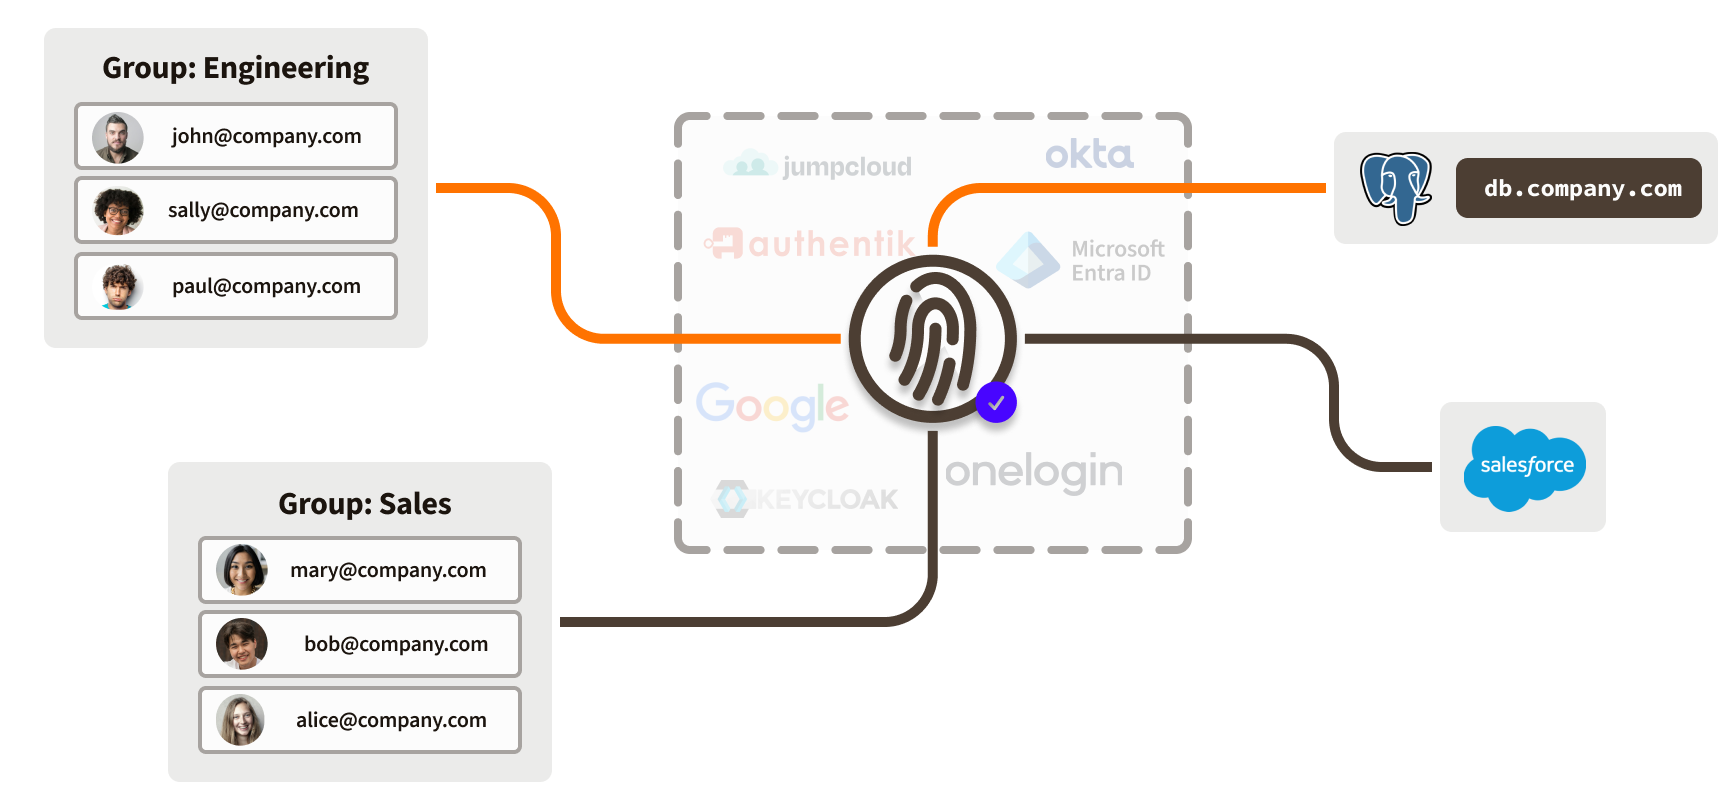 Group: Engineering
john@company.com
sally@company.com
paul@company.com
jumpcloud
okta
authentik
Microsoft
Entra ID
Google
onelogin
KEYCLOAK
db.company.com
salesforce
Group: Sales
mary@company.com
bob@company.com
alice@company.com